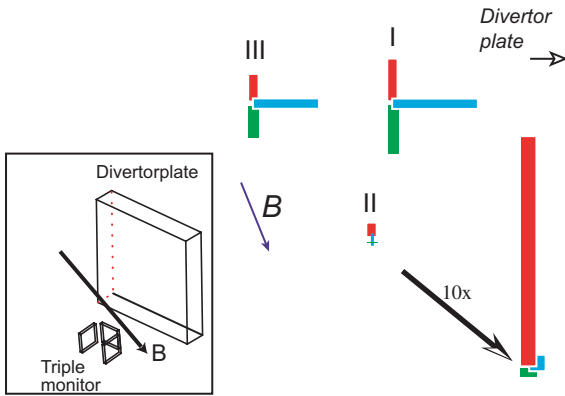 III
I
Divertor
plate
Divertorplate
B
II
10x
B
Triple
monitor